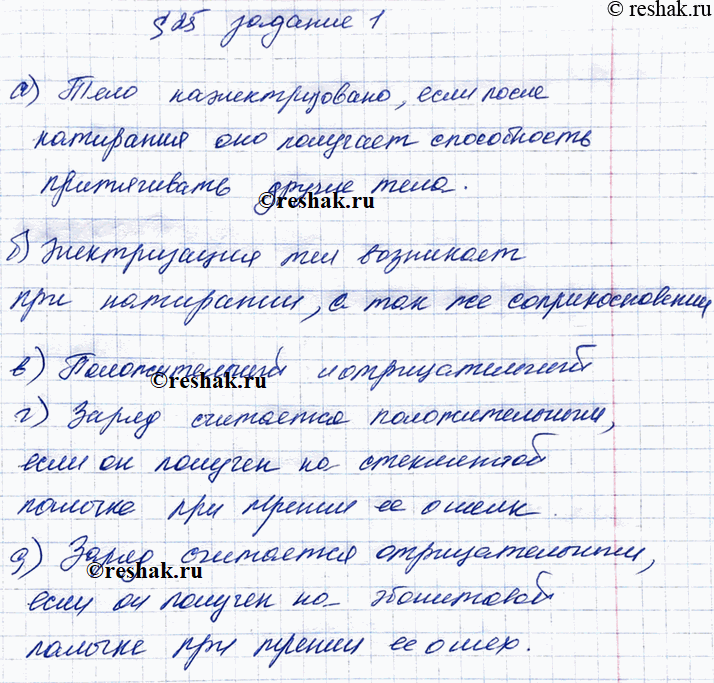 © reshak.ru
§ 25 задание 1
а) Тело наэлектризовано, если после
натирания оно получает способность
притягивать другие тела.
©reshak.ru
б) Электризация тел возникает
при натирании, а так же соприкосновении
в) Положительный и отрицательный
©reshak.ru
г) Заряд считается положительным,
если он получен на стеклянной
палочке при трении ее о шелк.
д) Заряд считается отрицательным,
©reshak.ru
если он получен на эбонитовой
палочке при трении ее о мех.